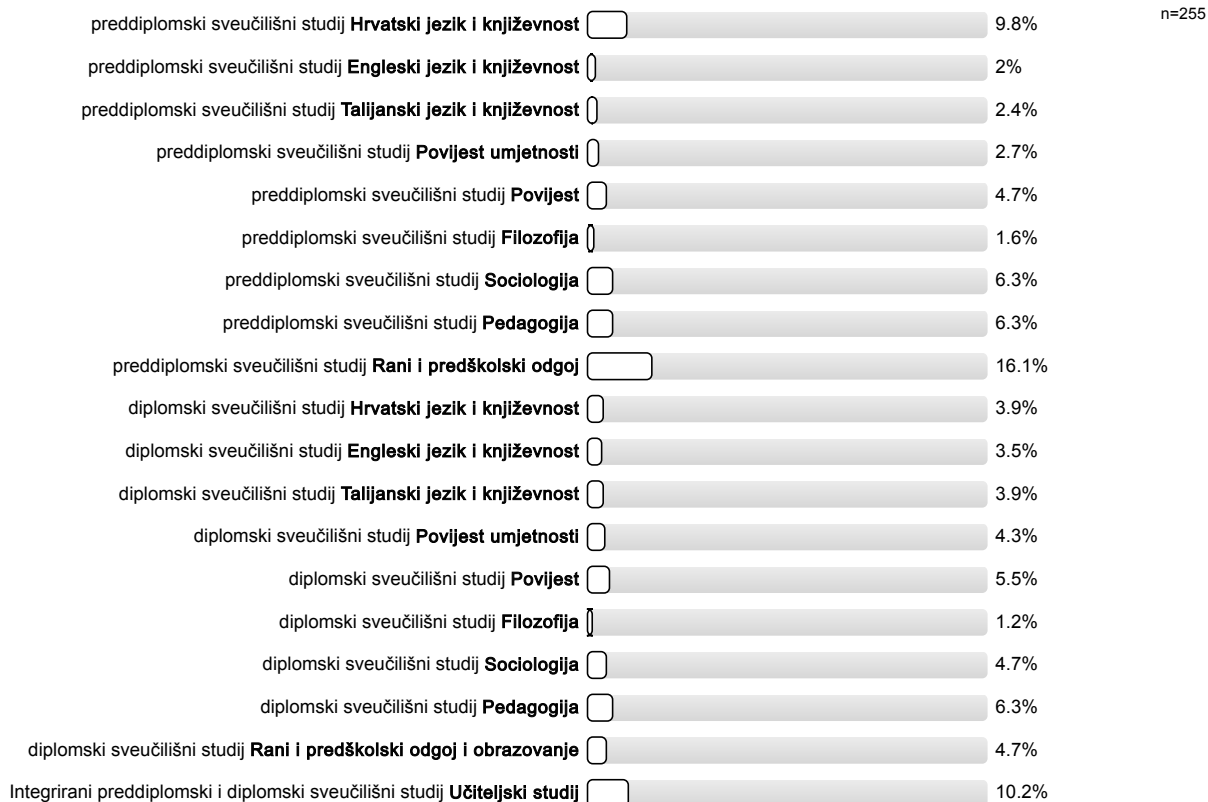 n=255
preddiplomski sveučilišni studij Hrvatski jezik i književnost 9.8%
preddiplomski sveučilišni studij Engleski jezik i književnost 2%
preddiplomski sveučilišni studij Talijanski jezik i književnost 2.4%
preddiplomski sveučilišni studij Povijest umjetnosti 2.7%
preddiplomski sveučilišni studij Povijest 4.7%
preddiplomski sveučilišni studij Filozofija 1.6%
preddiplomski sveučilišni studij Sociologija 6.3%
preddiplomski sveučilišni studij Pedagogija 6.3%
preddiplomski sveučilišni studij Rani i predškolski odgoj 16.1%
diplomski sveučilišni studij Hrvatski jezik i književnost 3.9%
diplomski sveučilišni studij Engleski jezik i književnost 3.5%
diplomski sveučilišni studij Talijanski jezik i književnost 3.9%
diplomski sveučilišni studij Povijest umjetnosti 4.3%
diplomski sveučilišni studij Povijest 5.5%
diplomski sveučilišni studij Filozofija 1.2%
diplomski sveučilišni studij Sociologija 4.7%
diplomski sveučilišni studij Pedagogija 6.3%
diplomski sveučilišni studij Rani i predškolski odgoj i obrazovanje 4.7%
Integrirani preddiplomski i diplomski sveučilišni studij Učiteljski studij 10.2%